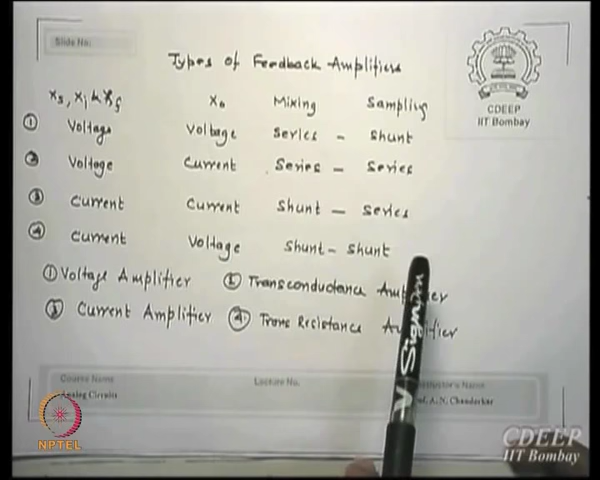 Slide No.
Types of Feedback Amplifiers
CDEEP
IIT Bombay
xs, xi & xf xo Mixing Sampling
① Voltage Voltage Series - Shunt
② Voltage Current Series - Series
③ Current Current Shunt - Series
④ Current Voltage Shunt - Shunt
① Voltage Amplifier ② Transconductance Amplifier
③ Current Amplifier ④ Trans Resistance Amplifier
Course Name Lecture No. Instructor's Name
Analog Circuits Prof. A. N. Chandorkar
NPTEL
CDEEP
IIT Bombay